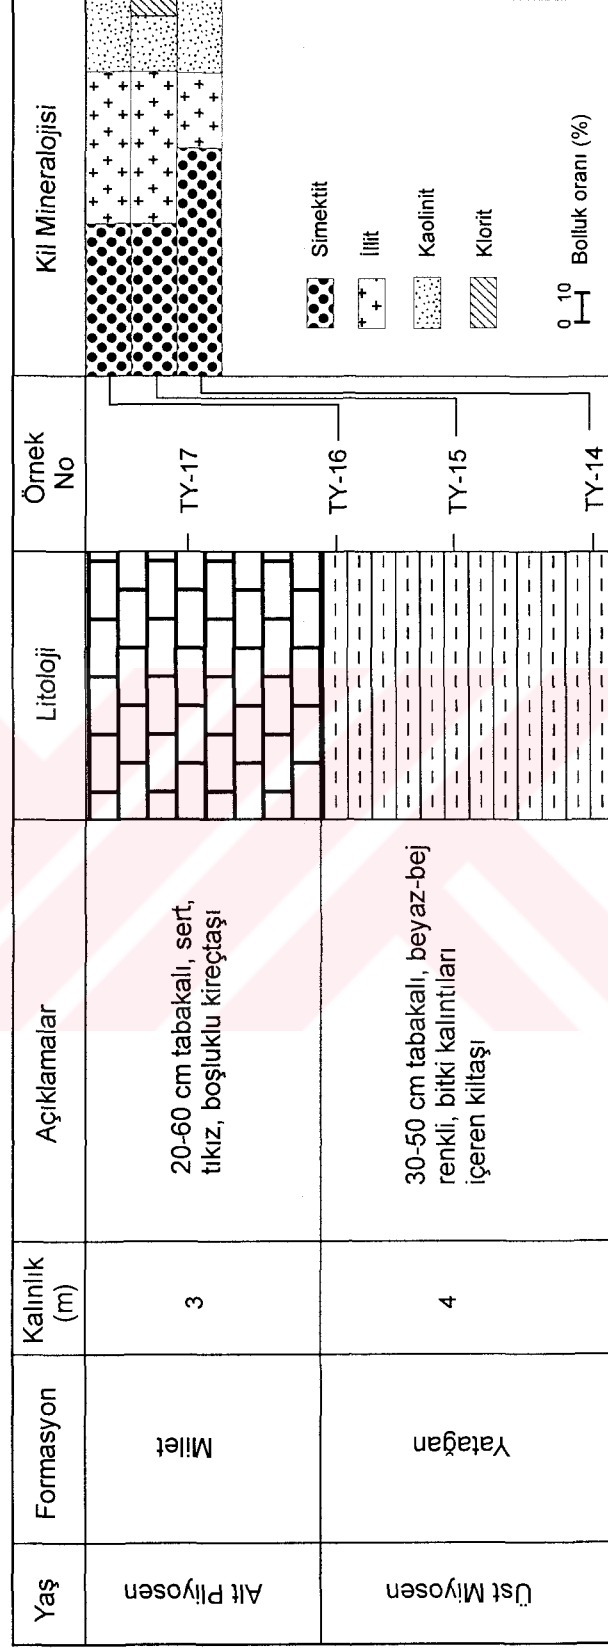 Yaş
Formasyon
Kalınlık
(m)
Açıklamalar
Litoloji
Örnek
No
Kil Mineralojisi
Alt Pliyosen
Milet
3
20-60 cm tabakalı, sert,
tıkız, boşluklu kireçtaşı
TY-17
Üst Miyosen
Yatağan
4
30-50 cm tabakalı, beyaz-bej
renkli, bitki kalıntıları
içeren kiltaşı
TY-16
TY-15
TY-14
Simektit
İllit
Kaolinit
Klorit
0 10
Bolluk oranı (%)